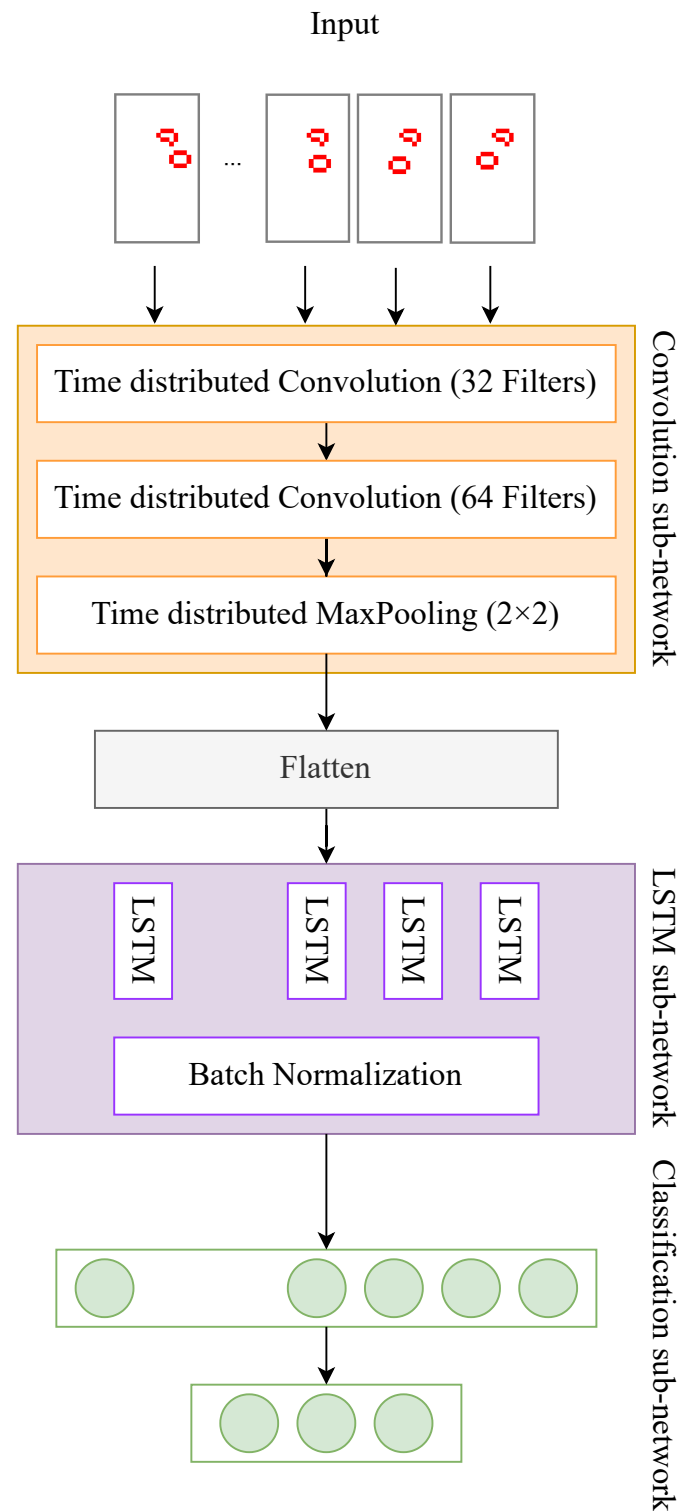 Input
...
Time distributed Convolution (32 Filters)
Time distributed Convolution (64 Filters)
Time distributed MaxPooling (2×2)
Convolution sub-network
Flatten
LSTM
LSTM
LSTM
LSTM
Batch Normalization
LSTM sub-network
Classification sub-network